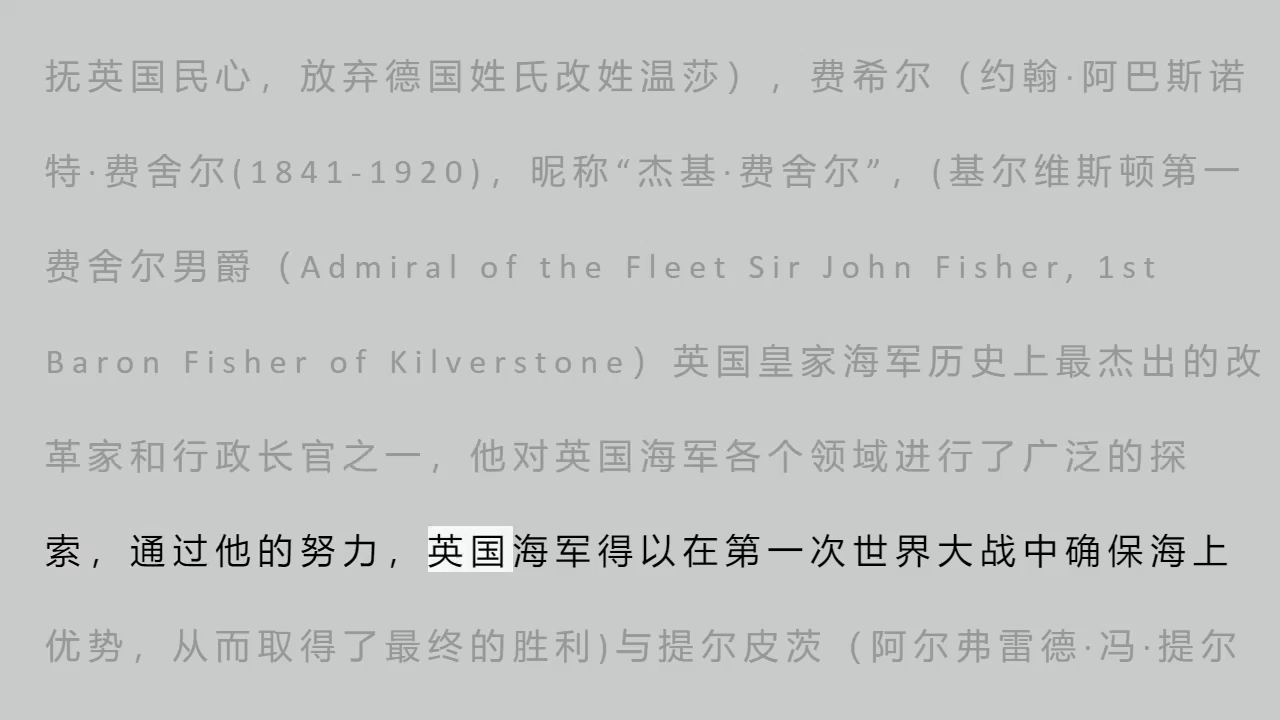 抚英国民心，放弃德国姓氏改姓温莎），费希尔（约翰·阿巴斯诺
特·费舍尔(1841-1920)，昵称“杰基·费舍尔”，(基尔维斯顿第一
费舍尔男爵（Admiral of the Fleet Sir John Fisher, 1st
Baron Fisher of Kilverstone）英国皇家海军历史上最杰出的改
革家和行政长官之一，他对英国海军各个领域进行了广泛的探
索，通过他的努力，英国海军得以在第一次世界大战中确保海上
优势，从而取得了最终的胜利)与提尔皮茨（阿尔弗雷德·冯·提尔